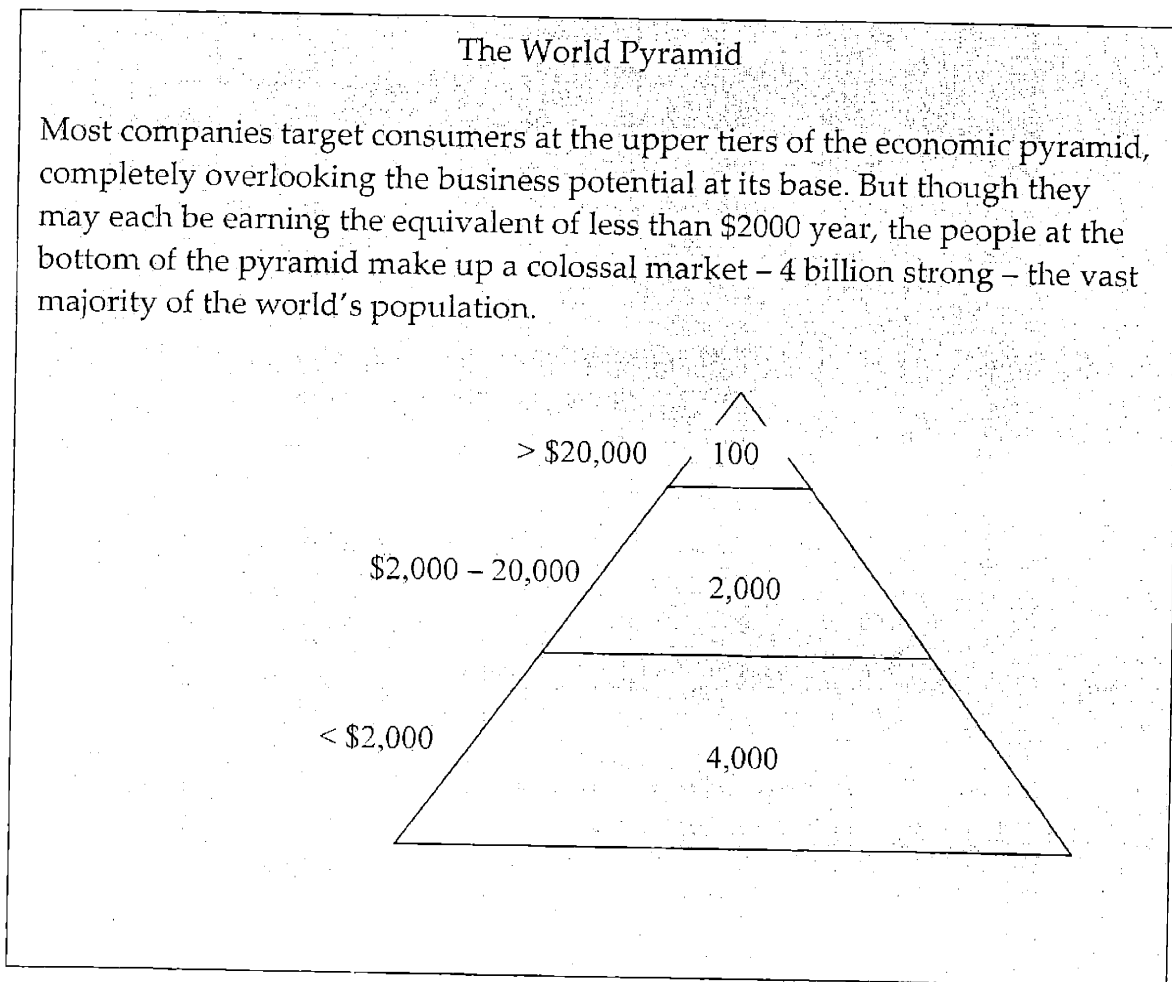 The World Pyramid
Most companies target consumers at the upper tiers of the economic pyramid,
completely overlooking the business potential at its base. But though they
may each be earning the equivalent of less than $2000 year, the people at the
bottom of the pyramid make up a colossal market – 4 billion strong – the vast
majority of the world's population.
> $20,000 100
$2,000 – 20,000
2,000
< $2,000
4,000